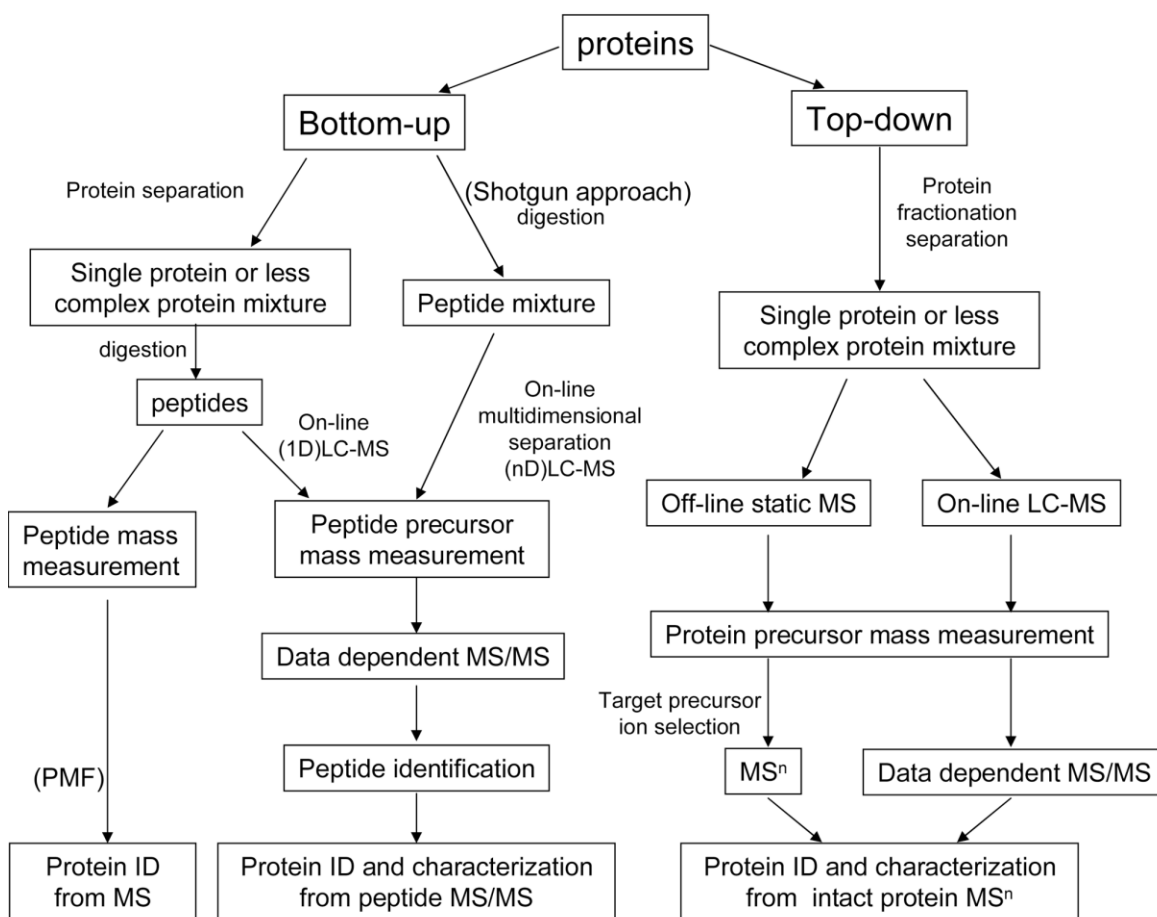 proteins
Bottom-up
Top-down
Protein separation
(Shotgun approach)
digestion
Protein
fractionation
separation
Single protein or less
complex protein mixture
Peptide mixture
Single protein or less
complex protein mixture
digestion
peptides
On-line
(1D)LC-MS
On-line
multidimensional
separation
(nD)LC-MS
Off-line static MS
On-line LC-MS
Peptide mass
measurement
Peptide precursor
mass measurement
Protein precursor mass measurement
Data dependent MS/MS
Target precursor
ion selection
(PMF)
Peptide identification
MSⁿ
Data dependent MS/MS
Protein ID
from MS
Protein ID and characterization
from peptide MS/MS
Protein ID and characterization
from intact protein MSⁿ